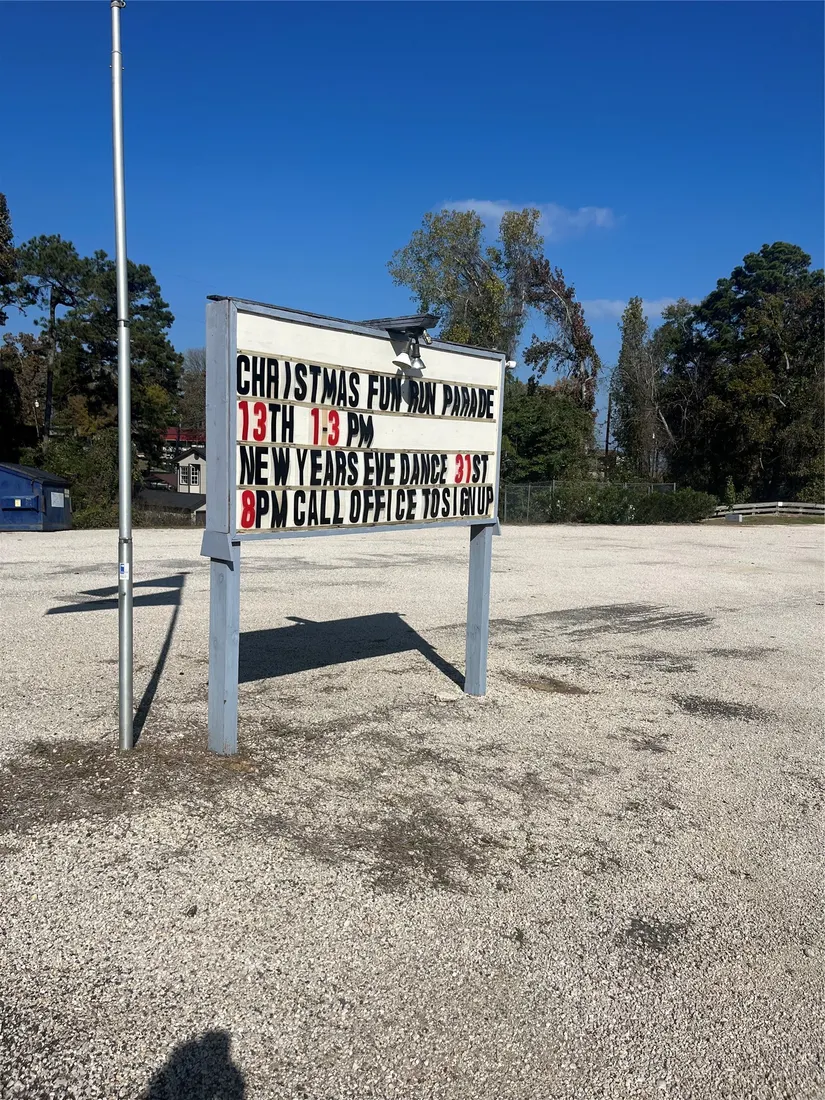 CHRISTMAS FUN RUN PARADE
13TH 1-3 PM
NEW YEARS EVE DANCE 31ST
8PM CALL OFFICE TO SIGN UP